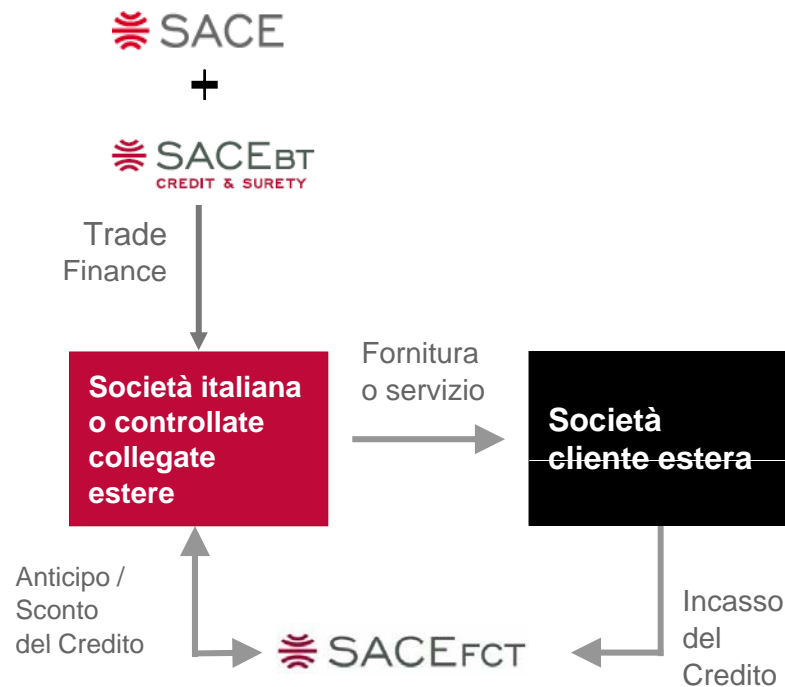 SACE
+
SACE BT
CREDIT & SURETY
Trade
Finance
Società italiana
o controllate
collegate
estere
Fornitura
o servizio
Società
cliente estera
Anticipo /
Sconto
del Credito
SACE FCT
Incasso
del
Credito